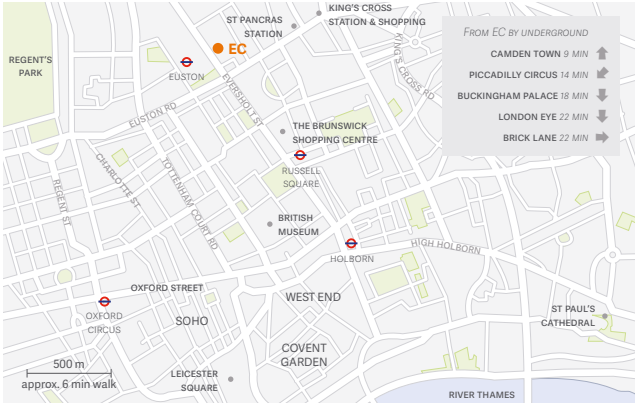 KING'S CROSS
STATION & SHOPPING
ST PANCRAS
STATION
EC
REGENT'S
PARK
EUSTON
KING'S CROSS RD
FROM EC BY UNDERGROUND
CAMDEN TOWN 9 MIN
PICCADILLY CIRCUS 14 MIN
BUCKINGHAM PALACE 18 MIN
LONDON EYE 22 MIN
BRICK LANE 22 MIN
EVERSHOLT ST
EUSTON RD
THE BRUNSWICK
SHOPPING CENTRE
RUSSELL
SQUARE
CHARLOTTE ST
TOTTENHAM COURT RD
REGENT ST
BRITISH
MUSEUM
HOLBORN
HIGH HOLBORN
OXFORD STREET
WEST END
OXFORD
CIRCUS
SOHO
ST PAUL'S
CATHEDRAL
COVENT
GARDEN
500 m
approx. 6 min walk
LEICESTER
SQUARE
RIVER THAMES